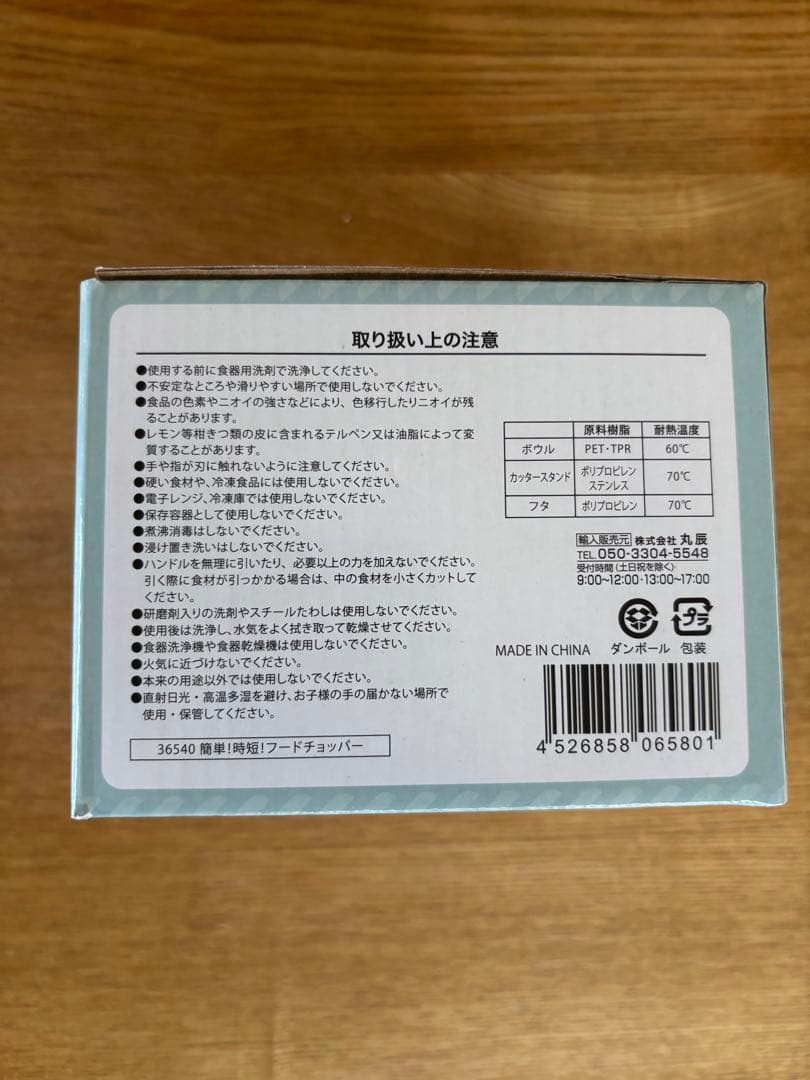 取り扱い上の注意
●使用する前に食器用洗剤で洗浄してください。
●不安定なところや滑りやすい場所で使用しないでください。
●食品の色素やニオイの強さなどにより、色移行したりニオイが残
ることがあります。
●レモン等柑きつ類の皮に含まれるテルペン又は油脂によって変
質することがあります。
●手や指が刃に触れないように注意してください。
●硬い食材や、冷凍食品には使用しないでください。
●電子レンジ、冷凍庫では使用しないでください。
●保存容器として使用しないでください。
●煮沸消毒はしないでください。
●浸け置き洗いはしないでください。
●ハンドルを無理に引いたり、必要以上の力を加えないでください。
引く際に食材が引っかかる場合は、中の食材を小さくカットして
ください。
●研磨剤入りの洗剤やスチールたわしは使用しないでください。
●使用後は洗浄し、水気をよく拭き取って乾燥させてください。
●食器洗浄機や食器乾燥機は使用しないでください。
●火気に近づけないでください。
●本来の用途以外では使用しないでください。
●直射日光・高温多湿を避け、お子様の手の届かない場所で
使用・保管してください。
36540 簡単!時短!フードチョッパー
原料樹脂 耐熱温度
ボウル PET・TPR 60℃
カッタースタンド ポリプロピレン ステンレス 70℃
フタ ポリプロピレン 70℃
輸入販売元 株式会社 丸辰
TEL.050-3304-5548
受付時間(土日祝を除く)
9:00~12:00・13:00~17:00
プラ
MADE IN CHINA ダンボール 包装
4 526858 065801